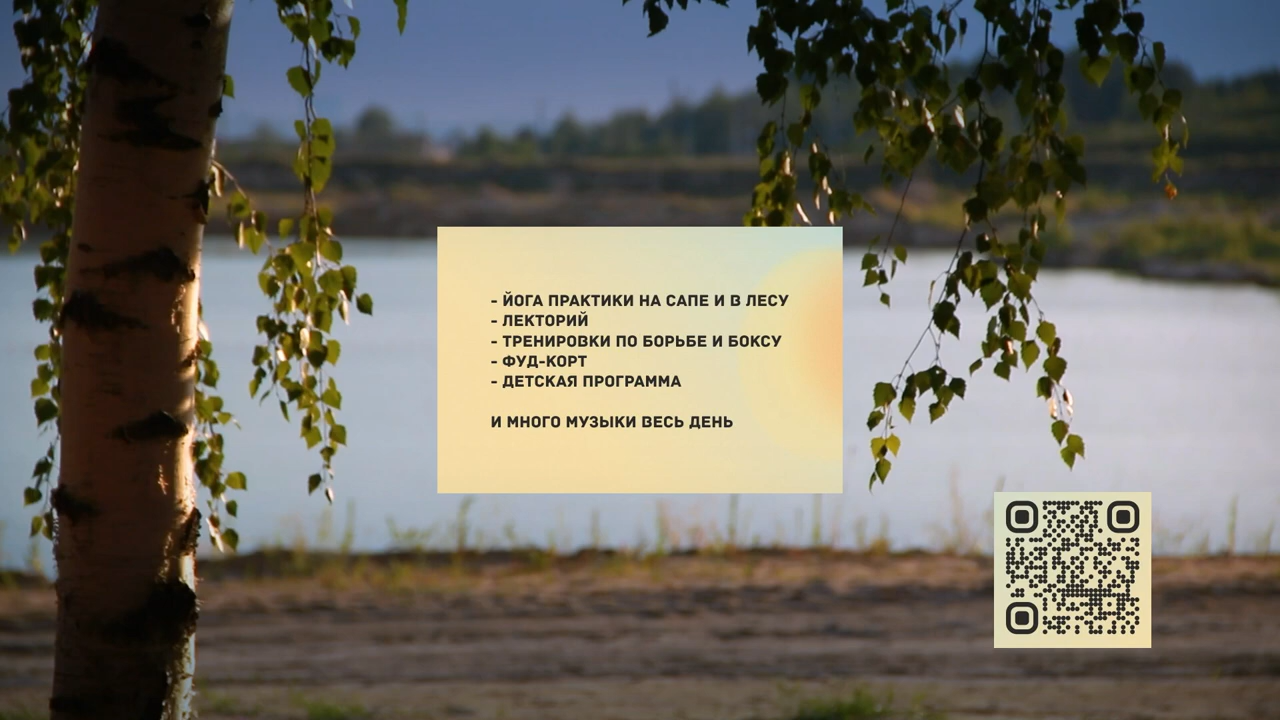 - ЙОГА ПРАКТИКИ НА САПЕ И В ЛЕСУ
- ЛЕКТОРИЙ
- ТРЕНИРОВКИ ПО БОРЬБЕ И БОКСУ
- ФУД-КОРТ
- ДЕТСКАЯ ПРОГРАММА
И МНОГО МУЗЫКИ ВЕСЬ ДЕНЬ